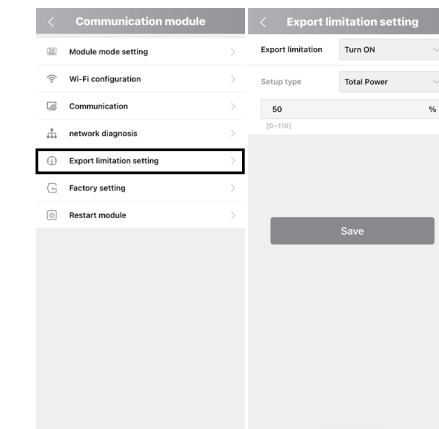 Communication module
Module mode setting
Wi-Fi configuration
Communication
network diagnosis
Export limitation setting
Factory setting
Restart module
Export limitation setting
Export limitation Turn ON
Setup type Total Power
50 %
[0~110]
Save